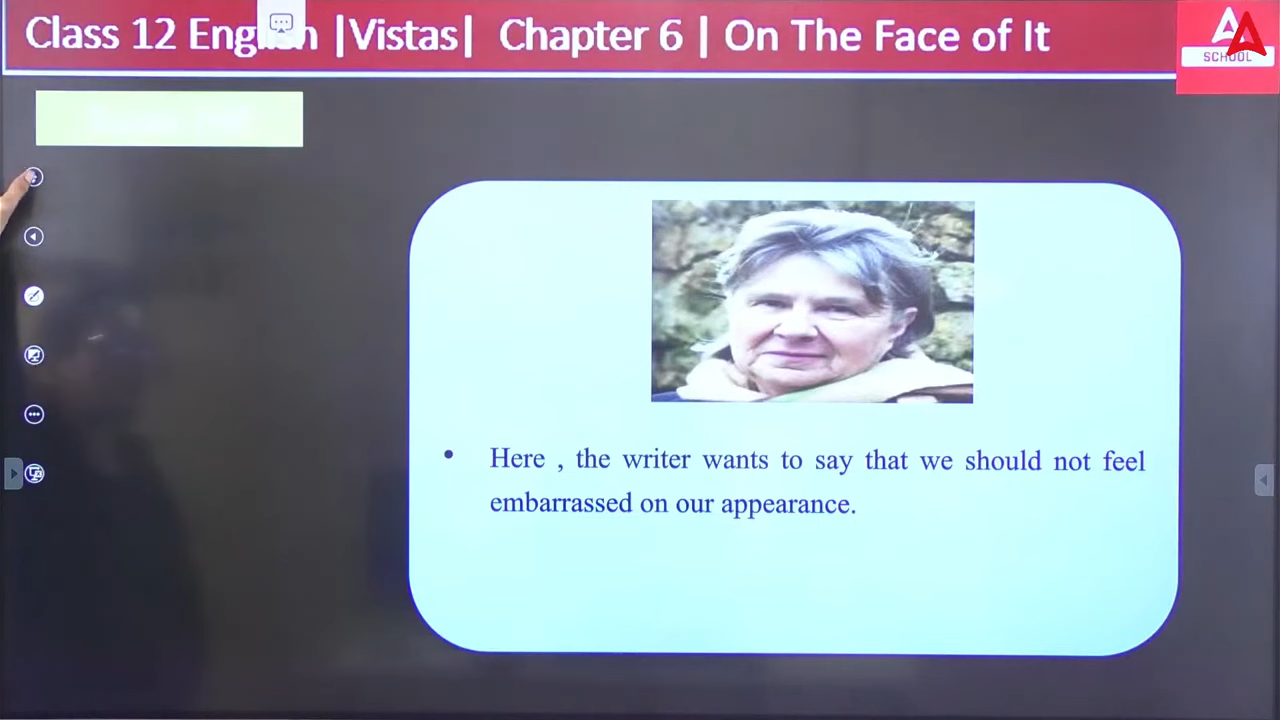 Class 12 English |Vistas| Chapter 6 | On The Face of It
SCHOOL
• Here , the writer wants to say that we should not feel
embarrassed on our appearance.